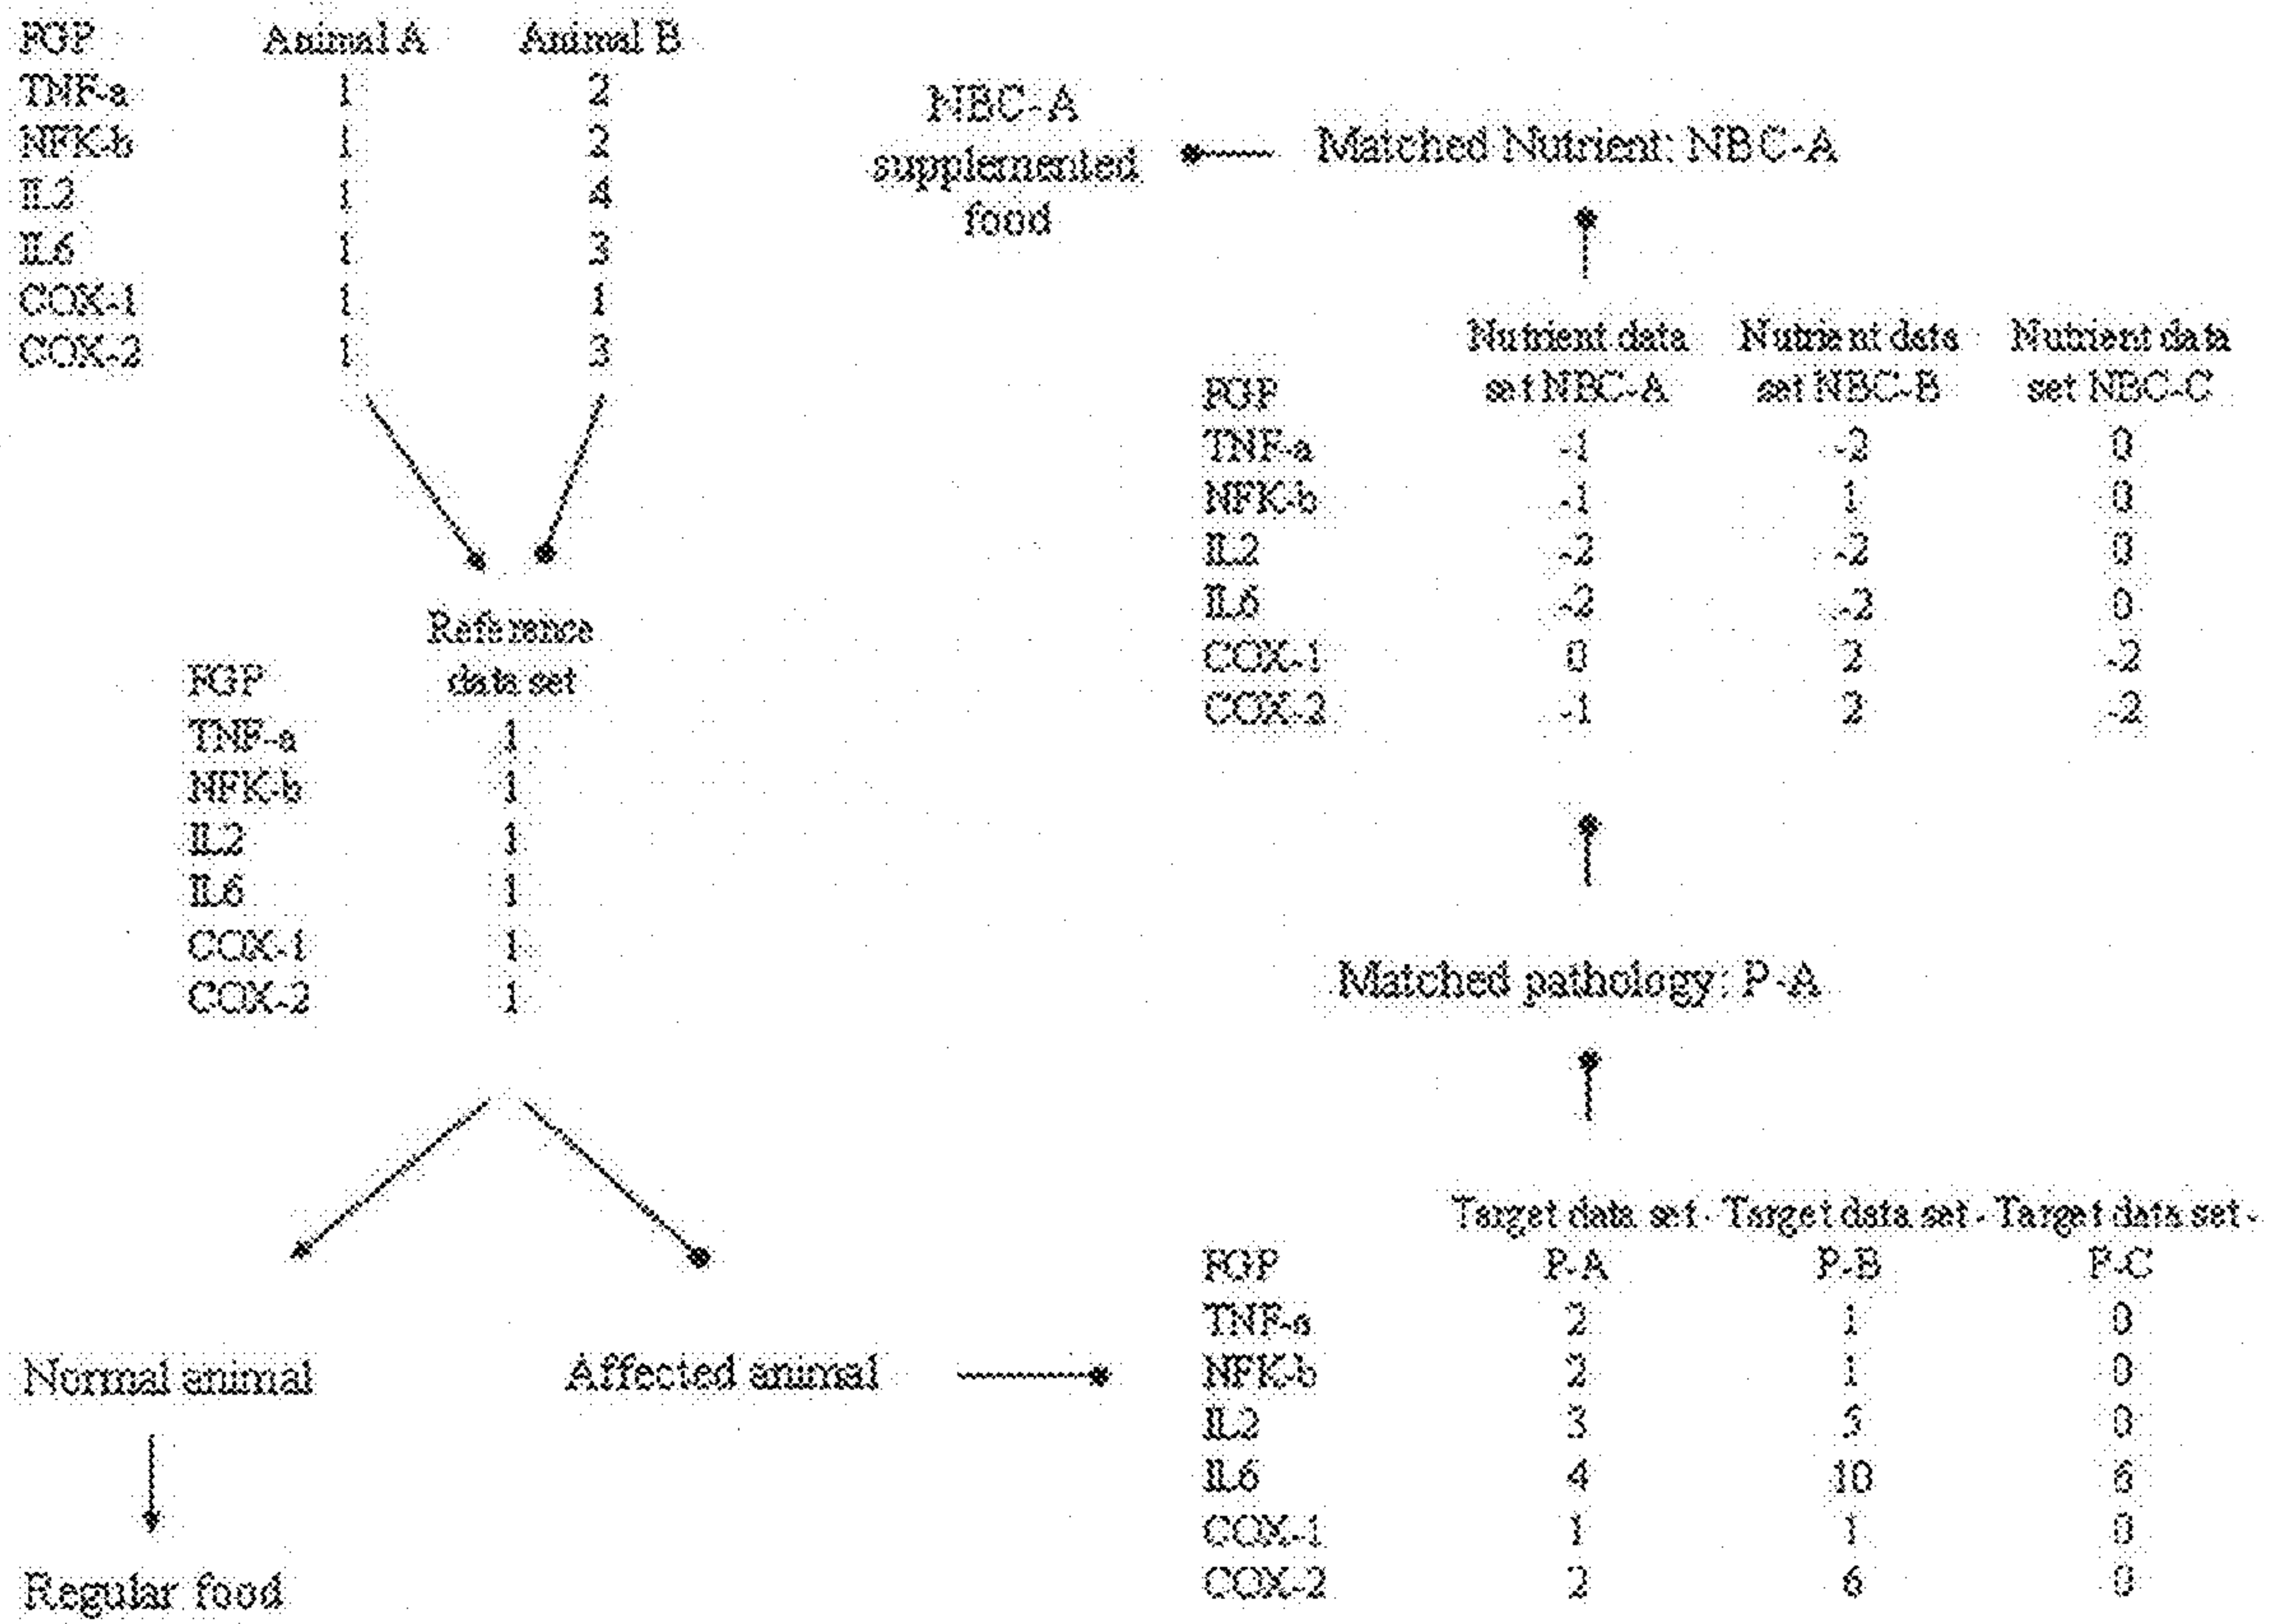 FGP Animal A Animal B
TNF-a 1 2
NFK-b 1 2
IL2 1 4
IL6 1 3
COX-1 1 1
COX-2 1 3
Reference
FGP data set
TNF-a 1
NFK-b 1
IL2 1
IL6 1
COX-1 1
COX-2 1
Normal animal
Affected animal
Regular food
Target data set - Target data set - Target data set -
FGP P-A P-B P-C
TNF-a 2 1 0
NFK-b 2 1 0
IL2 3 5 0
IL6 4 10 6
COX-1 1 1 0
COX-2 2 6 0
Matched pathology: P-A
Nutrient data Nutrient data Nutrient data
FGP set NBC-A set NBC-B set NBC-C
TNF-a -1 -2 0
NFK-b -1 1 0
IL2 -2 -2 0
IL6 -2 -2 0
COX-1 0 2 -2
COX-2 -1 2 -2
Matched Nutrient: NBC-A
NBC-A
supplemented
food